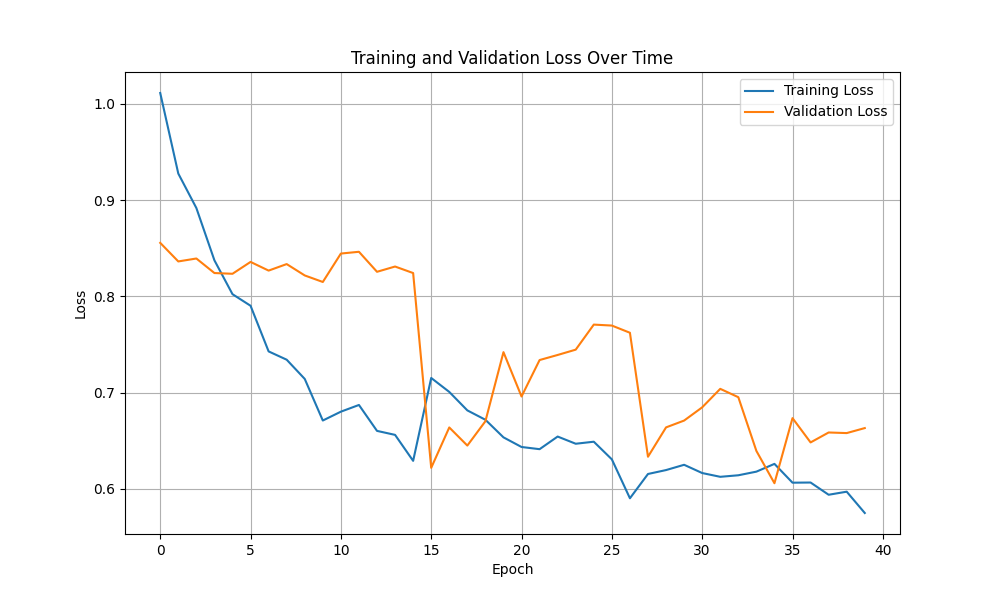 Training and Validation Loss Over Time
Training Loss
Validation Loss
1.0
0.9
0.8
0.7
0.6
Loss
0 5 10 15 20 25 30 35 40
Epoch